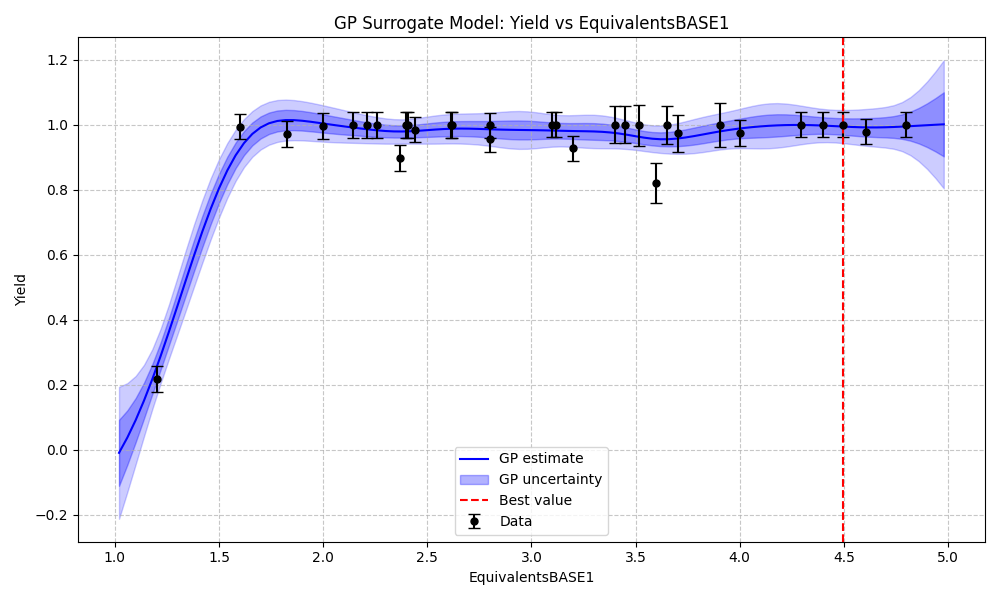 GP Surrogate Model: Yield vs EquivalentsBASE1
Yield
1.2
1.0
0.8
0.6
0.4
0.2
0.0
−0.2
GP estimate
GP uncertainty
Best value
Data
1.0 1.5 2.0 2.5 3.0 3.5 4.0 4.5 5.0
EquivalentsBASE1